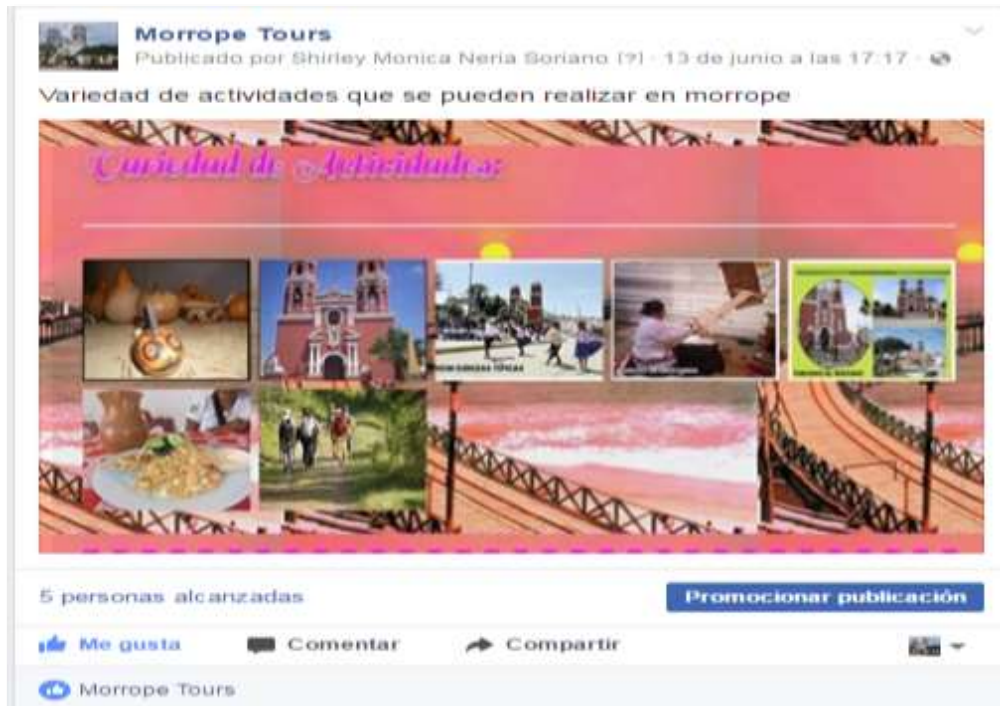 Morrope Tours
Publicado por Shirley Monica Neria Soriano [?] · 13 de junio a las 17:17 ·
Variedad de actividades que se pueden realizar en morrope
Variedad de Actividades:
5 personas alcanzadas
Promocionar publicación
Me gusta Comentar Compartir
Morrope Tours